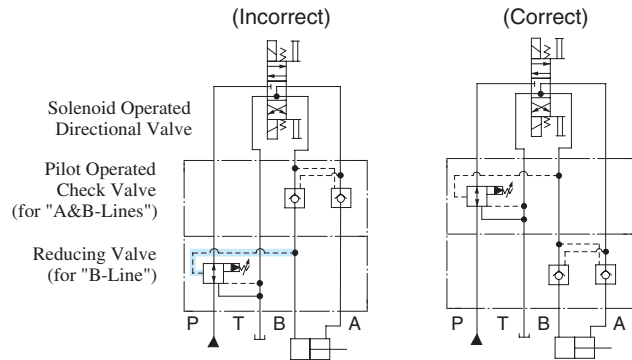 (Incorrect)
(Correct)
Solenoid Operated
Directional Valve
Pilot Operated
Check Valve
(for "A&B-Lines")
Reducing Valve
(for "B-Line")
P T B A
P T B A